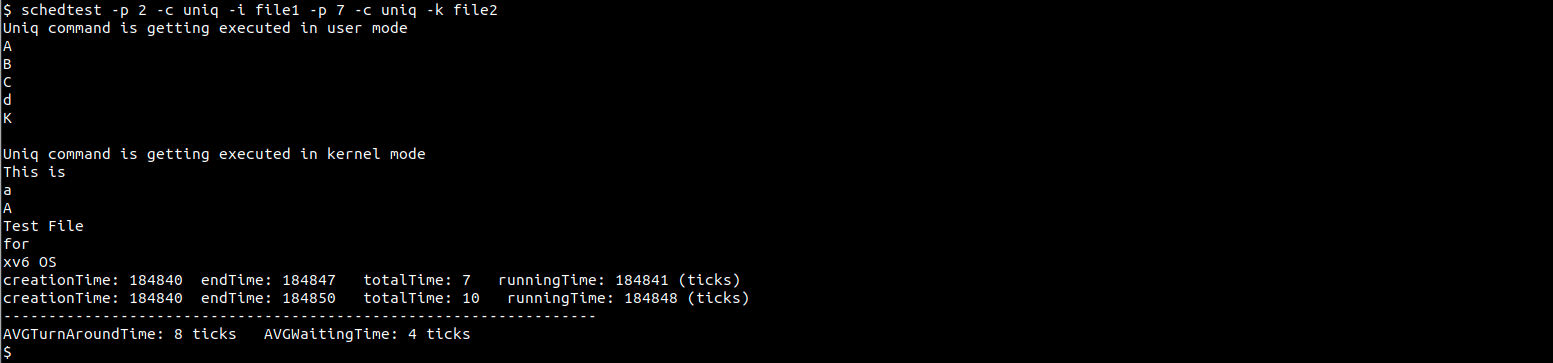 $ schedtest -p 2 -c uniq -i file1 -p 7 -c uniq -k file2
Uniq command is getting executed in user mode
A
B
C
d
K
Uniq command is getting executed in kernel mode
This is
a
A
Test File
for
xv6 OS
creationTime: 184840  endTime: 184847   totalTime: 7   runningTime: 184841 (ticks)
creationTime: 184840  endTime: 184850   totalTime: 10   runningTime: 184848 (ticks)
------------------------------------------------------------------
AVGTurnAroundTime: 8 ticks   AVGWaitingTime: 4 ticks
$